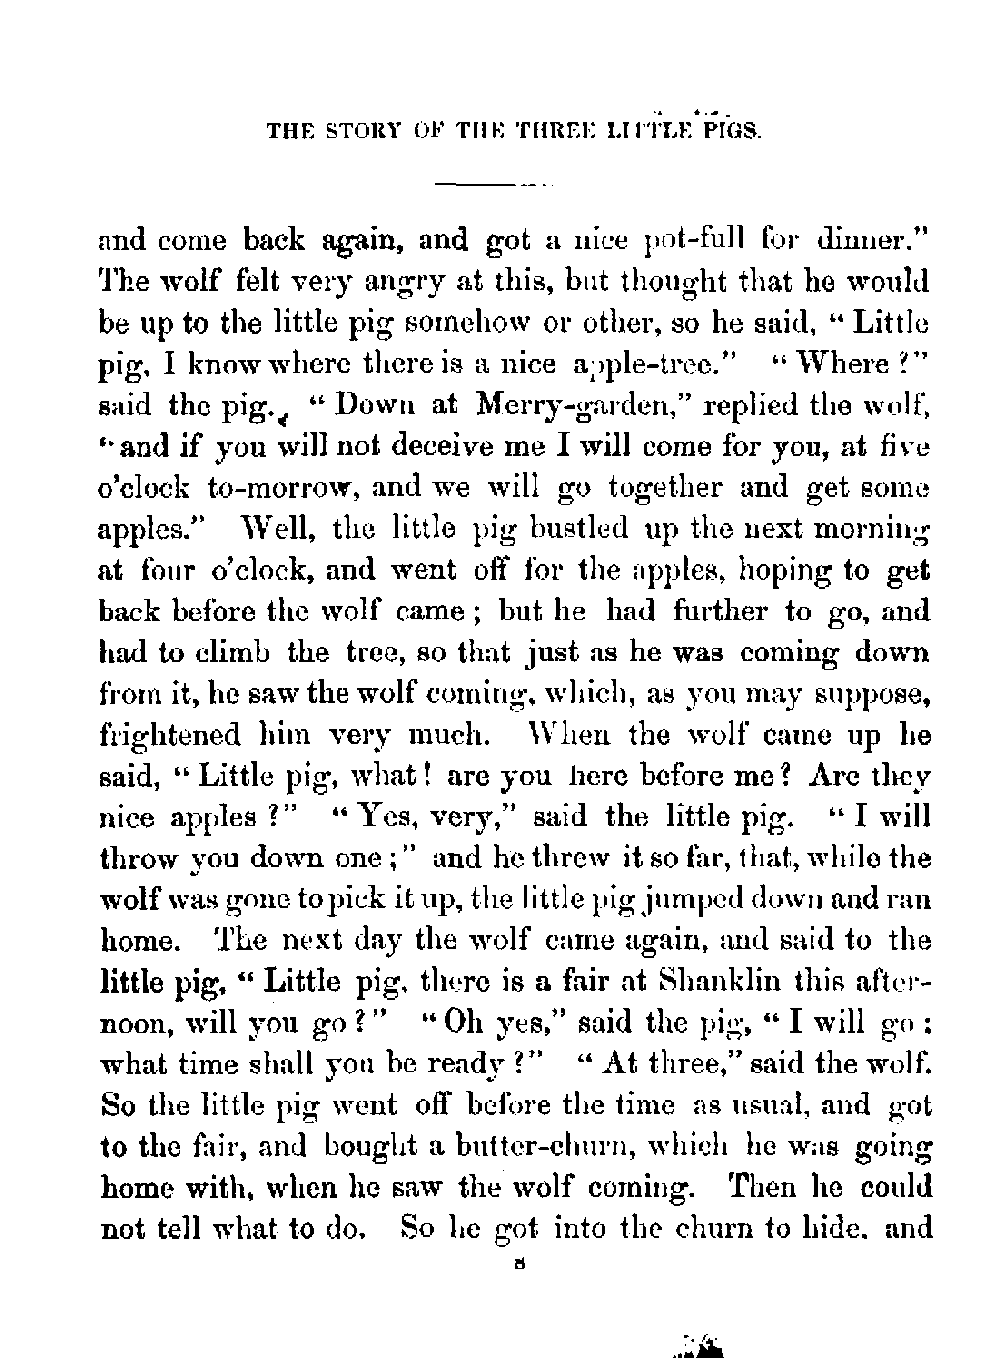 THE STORY OF THE THREE LITTLE PIGS.
and come back again, and got a nice pot-full for dinner."
The wolf felt very angry at this, but thought that he would
be up to the little pig somehow or other, so he said, " Little
pig, I know where there is a nice apple-tree." " Where ?"
said the pig. " Down at Merry-garden," replied the wolf,
" and if you will not deceive me I will come for you, at five
o'clock to-morrow, and we will go together and get some
apples." Well, the little pig bustled up the next morning
at four o'clock, and went off for the apples, hoping to get
back before the wolf came ; but he had further to go, and
had to climb the tree, so that just as he was coming down
from it, he saw the wolf coming, which, as you may suppose,
frightened him very much. When the wolf came up he
said, " Little pig, what ! are you here before me ? Are they
nice apples ?" " Yes, very," said the little pig. " I will
throw you down one ;" and he threw it so far, that, while the
wolf was gone to pick it up, the little pig jumped down and ran
home. The next day the wolf came again, and said to the
little pig, " Little pig, there is a fair at Shanklin this after-
noon, will you go ?" " Oh yes," said the pig, " I will go ;
what time shall you be ready ?" " At three," said the wolf.
So the little pig went off before the time as usual, and got
to the fair, and bought a butter-churn, which he was going
home with, when he saw the wolf coming. Then he could
not tell what to do. So he got into the churn to hide, and